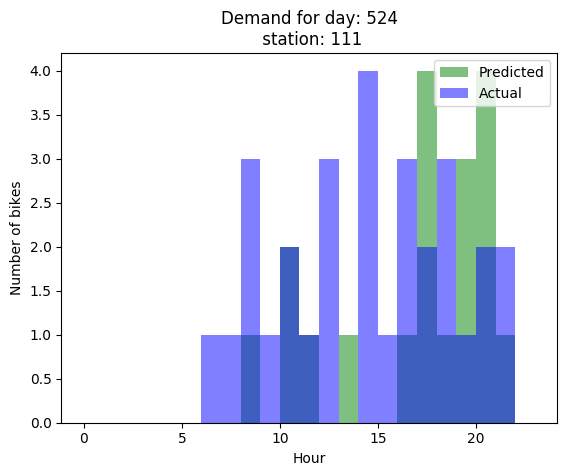 Demand for day: 524
station: 111
Predicted
Actual
4.0
3.5
3.0
2.5
2.0
1.5
1.0
0.5
0.0
Number of bikes
0 5 10 15 20
Hour